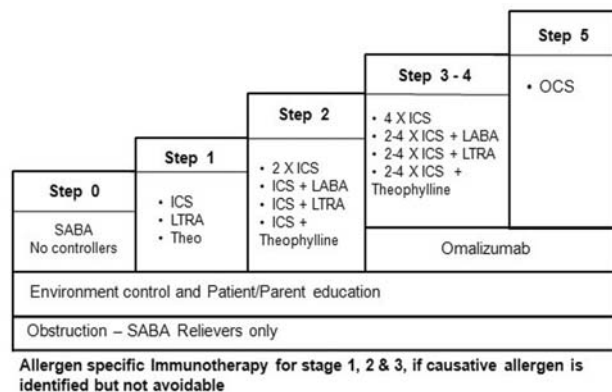 Step 0
SABA
No controllers
Step 1
• ICS
• LTRA
• Theo
Step 2
• 2 X ICS
• ICS + LABA
• ICS + LTRA
• ICS +
Theophylline
Step 3 - 4
• 4 X ICS
• 2-4 X ICS + LABA
• 2-4 X ICS + LTRA
• 2-4 X ICS +
Theophylline
Step 5
• OCS
Omalizumab
Environment control and Patient/Parent education
Obstruction – SABA Relievers only
Allergen specific Immunotherapy for stage 1, 2 & 3, if causative allergen is
identified but not avoidable